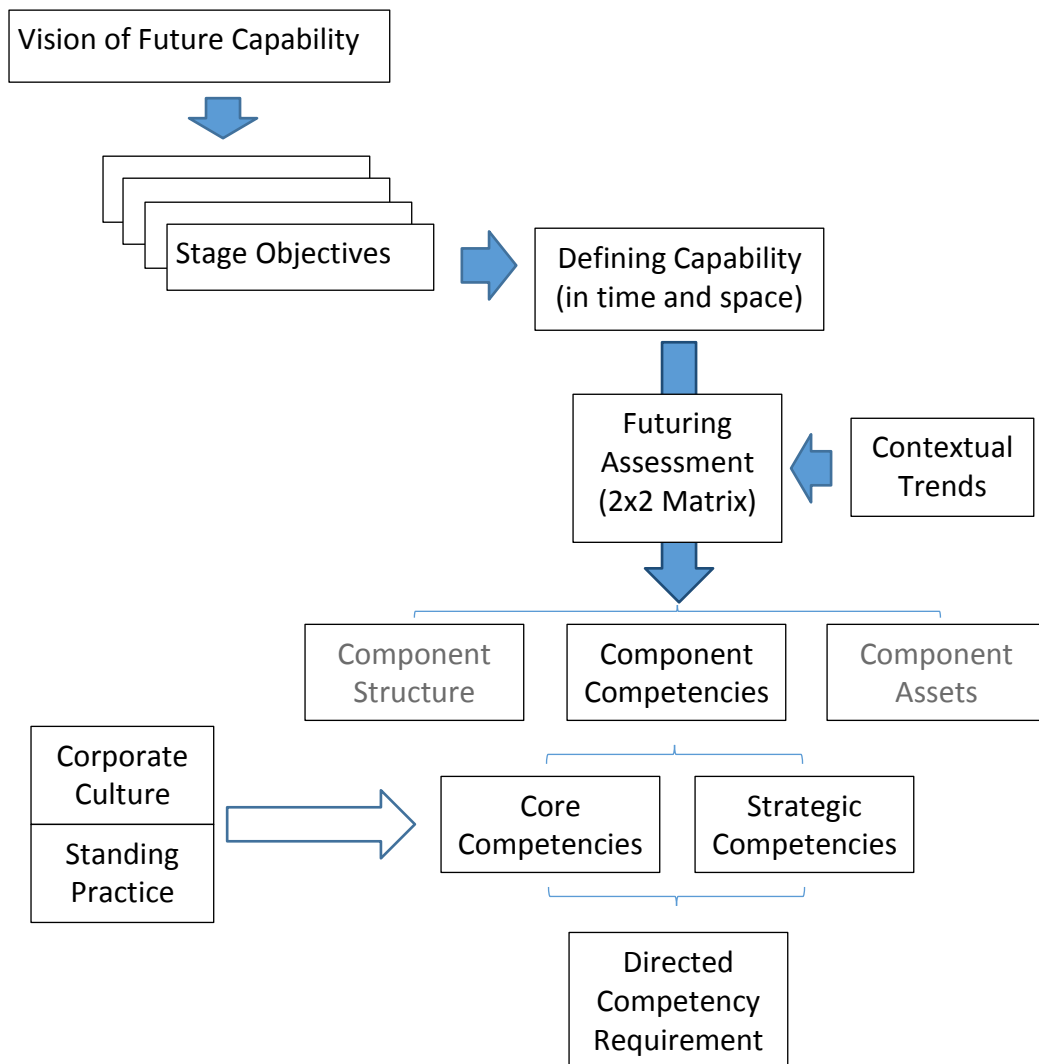 Vision of Future Capability
Stage Objectives
Defining Capability
(in time and space)
Futuring
Assessment
(2x2 Matrix)
Contextual
Trends
Component
Structure
Component
Competencies
Component
Assets
Corporate
Culture
Standing
Practice
Core
Competencies
Strategic
Competencies
Directed
Competency
Requirement